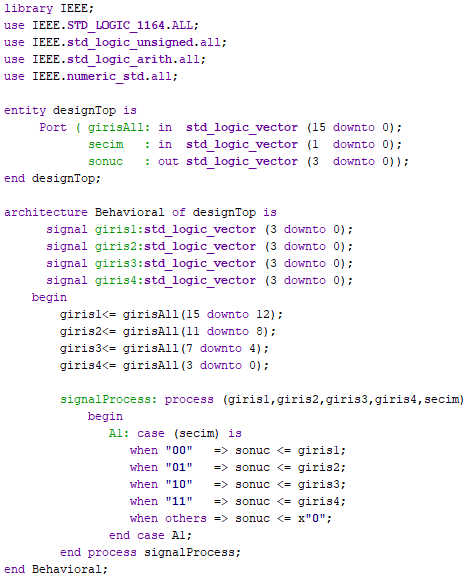 library IEEE;
use IEEE.STD_LOGIC_1164.ALL;
use IEEE.std_logic_unsigned.all;
use IEEE.std_logic_arith.all;
use IEEE.numeric_std.all;
entity designTop is
Port ( girisAll: in std_logic_vector (15 downto 0);
secim : in std_logic_vector (1 downto 0);
sonuc : out std_logic_vector (3 downto 0));
end designTop;
architecture Behavioral of designTop is
signal giris1:std_logic_vector (3 downto 0);
signal giris2:std_logic_vector (3 downto 0);
signal giris3:std_logic_vector (3 downto 0);
signal giris4:std_logic_vector (3 downto 0);
begin
giris1<= girisAll(15 downto 12);
giris2<= girisAll(11 downto 8);
giris3<= girisAll(7 downto 4);
giris4<= girisAll(3 downto 0);
signalProcess: process (giris1,giris2,giris3,giris4,secim)
begin
A1: case (secim) is
when "00" => sonuc <= giris1;
when "01" => sonuc <= giris2;
when "10" => sonuc <= giris3;
when "11" => sonuc <= giris4;
when others => sonuc <= x"0";
end case A1;
end process signalProcess;
end Behavioral;